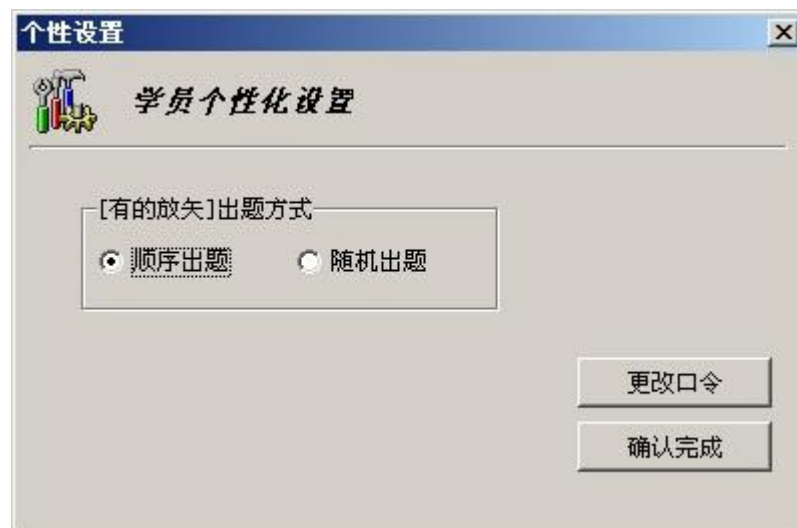 个性设置
学员个性化设置
[有的放矢]出题方式
顺序出题 随机出题
更改口令
确认完成